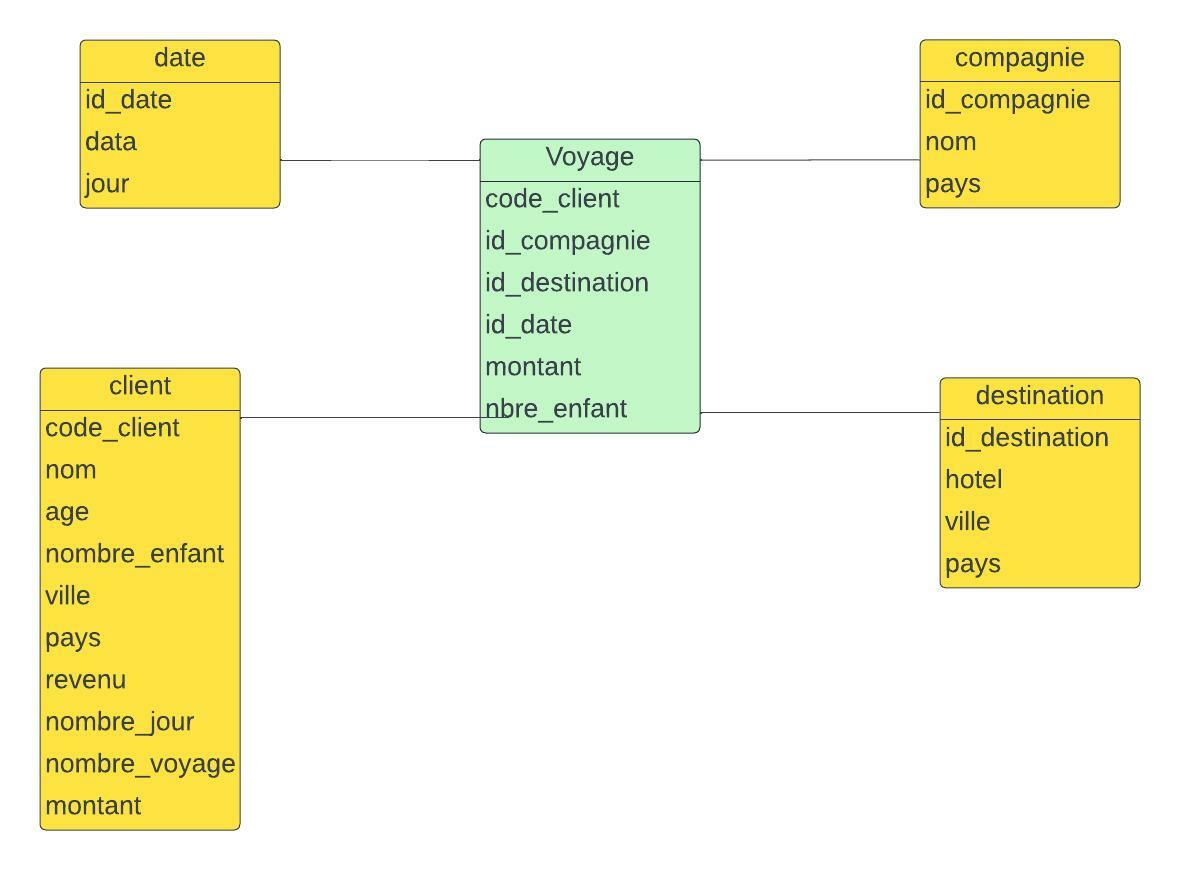 date
id_date
data
jour
compagnie
id_compagnie
nom
pays
Voyage
code_client
id_compagnie
id_destination
id_date
montant
nbre_enfant
client
code_client
nom
age
nombre_enfant
ville
pays
revenu
nombre_jour
nombre_voyage
montant
destination
id_destination
hotel
ville
pays